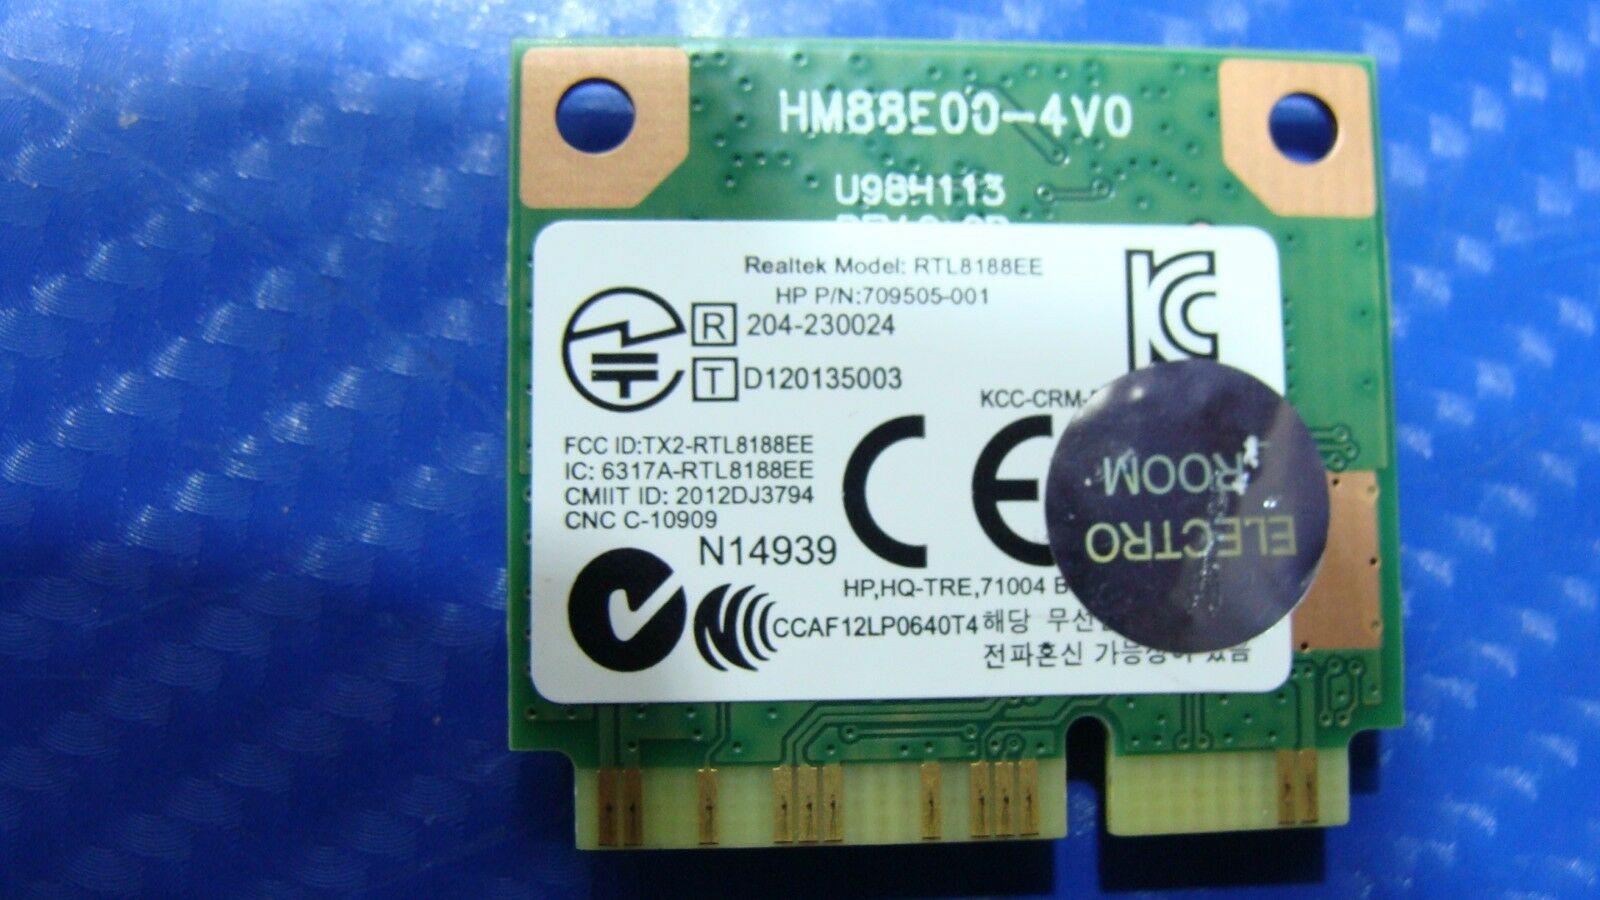 HM88E00-4V0
U98H113
Realtek Model: RTL8188EE
HP P/N:709505-001
R 204-230024
T D120135003
KCC-CRM-
FCC ID:TX2-RTL8188EE
IC: 6317A-RTL8188EE
CMIIT ID: 2012DJ3794
CNC C-10909
N14939
CE
HP,HQ-TRE,71004
CCAF12LP0640T4 해당
전파혼신
ELECTRO
ROOM